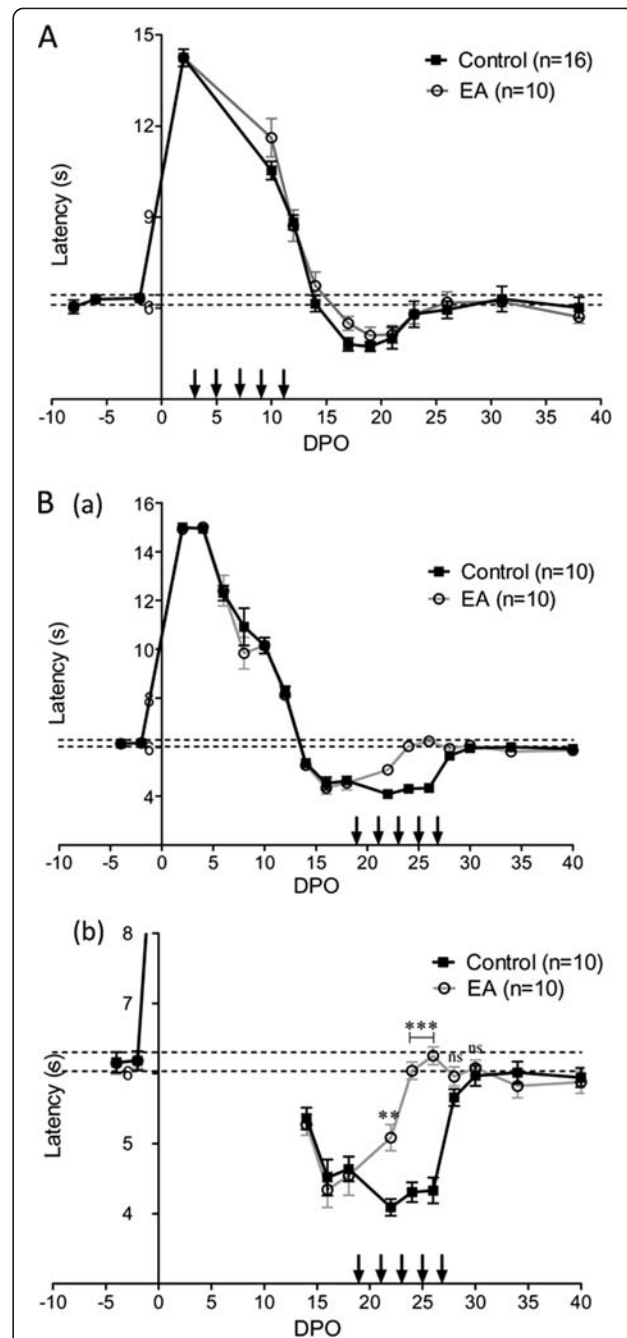 A
Control (n=16)
EA (n=10)
Latency (s)
15
12
9
6
-10 -5 0 5 10 15 20 25 30 35 40
DPO
B (a)
Control (n=10)
EA (n=10)
Latency (s)
16
14
12
10
8
6
4
-10 -5 0 5 10 15 20 25 30 35 40
DPO
(b)
Control (n=10)
EA (n=10)
Latency (s)
8
7
6
5
4
***
ns
ns
**
-10 -5 0 5 10 15 20 25 30 35 40
DPO